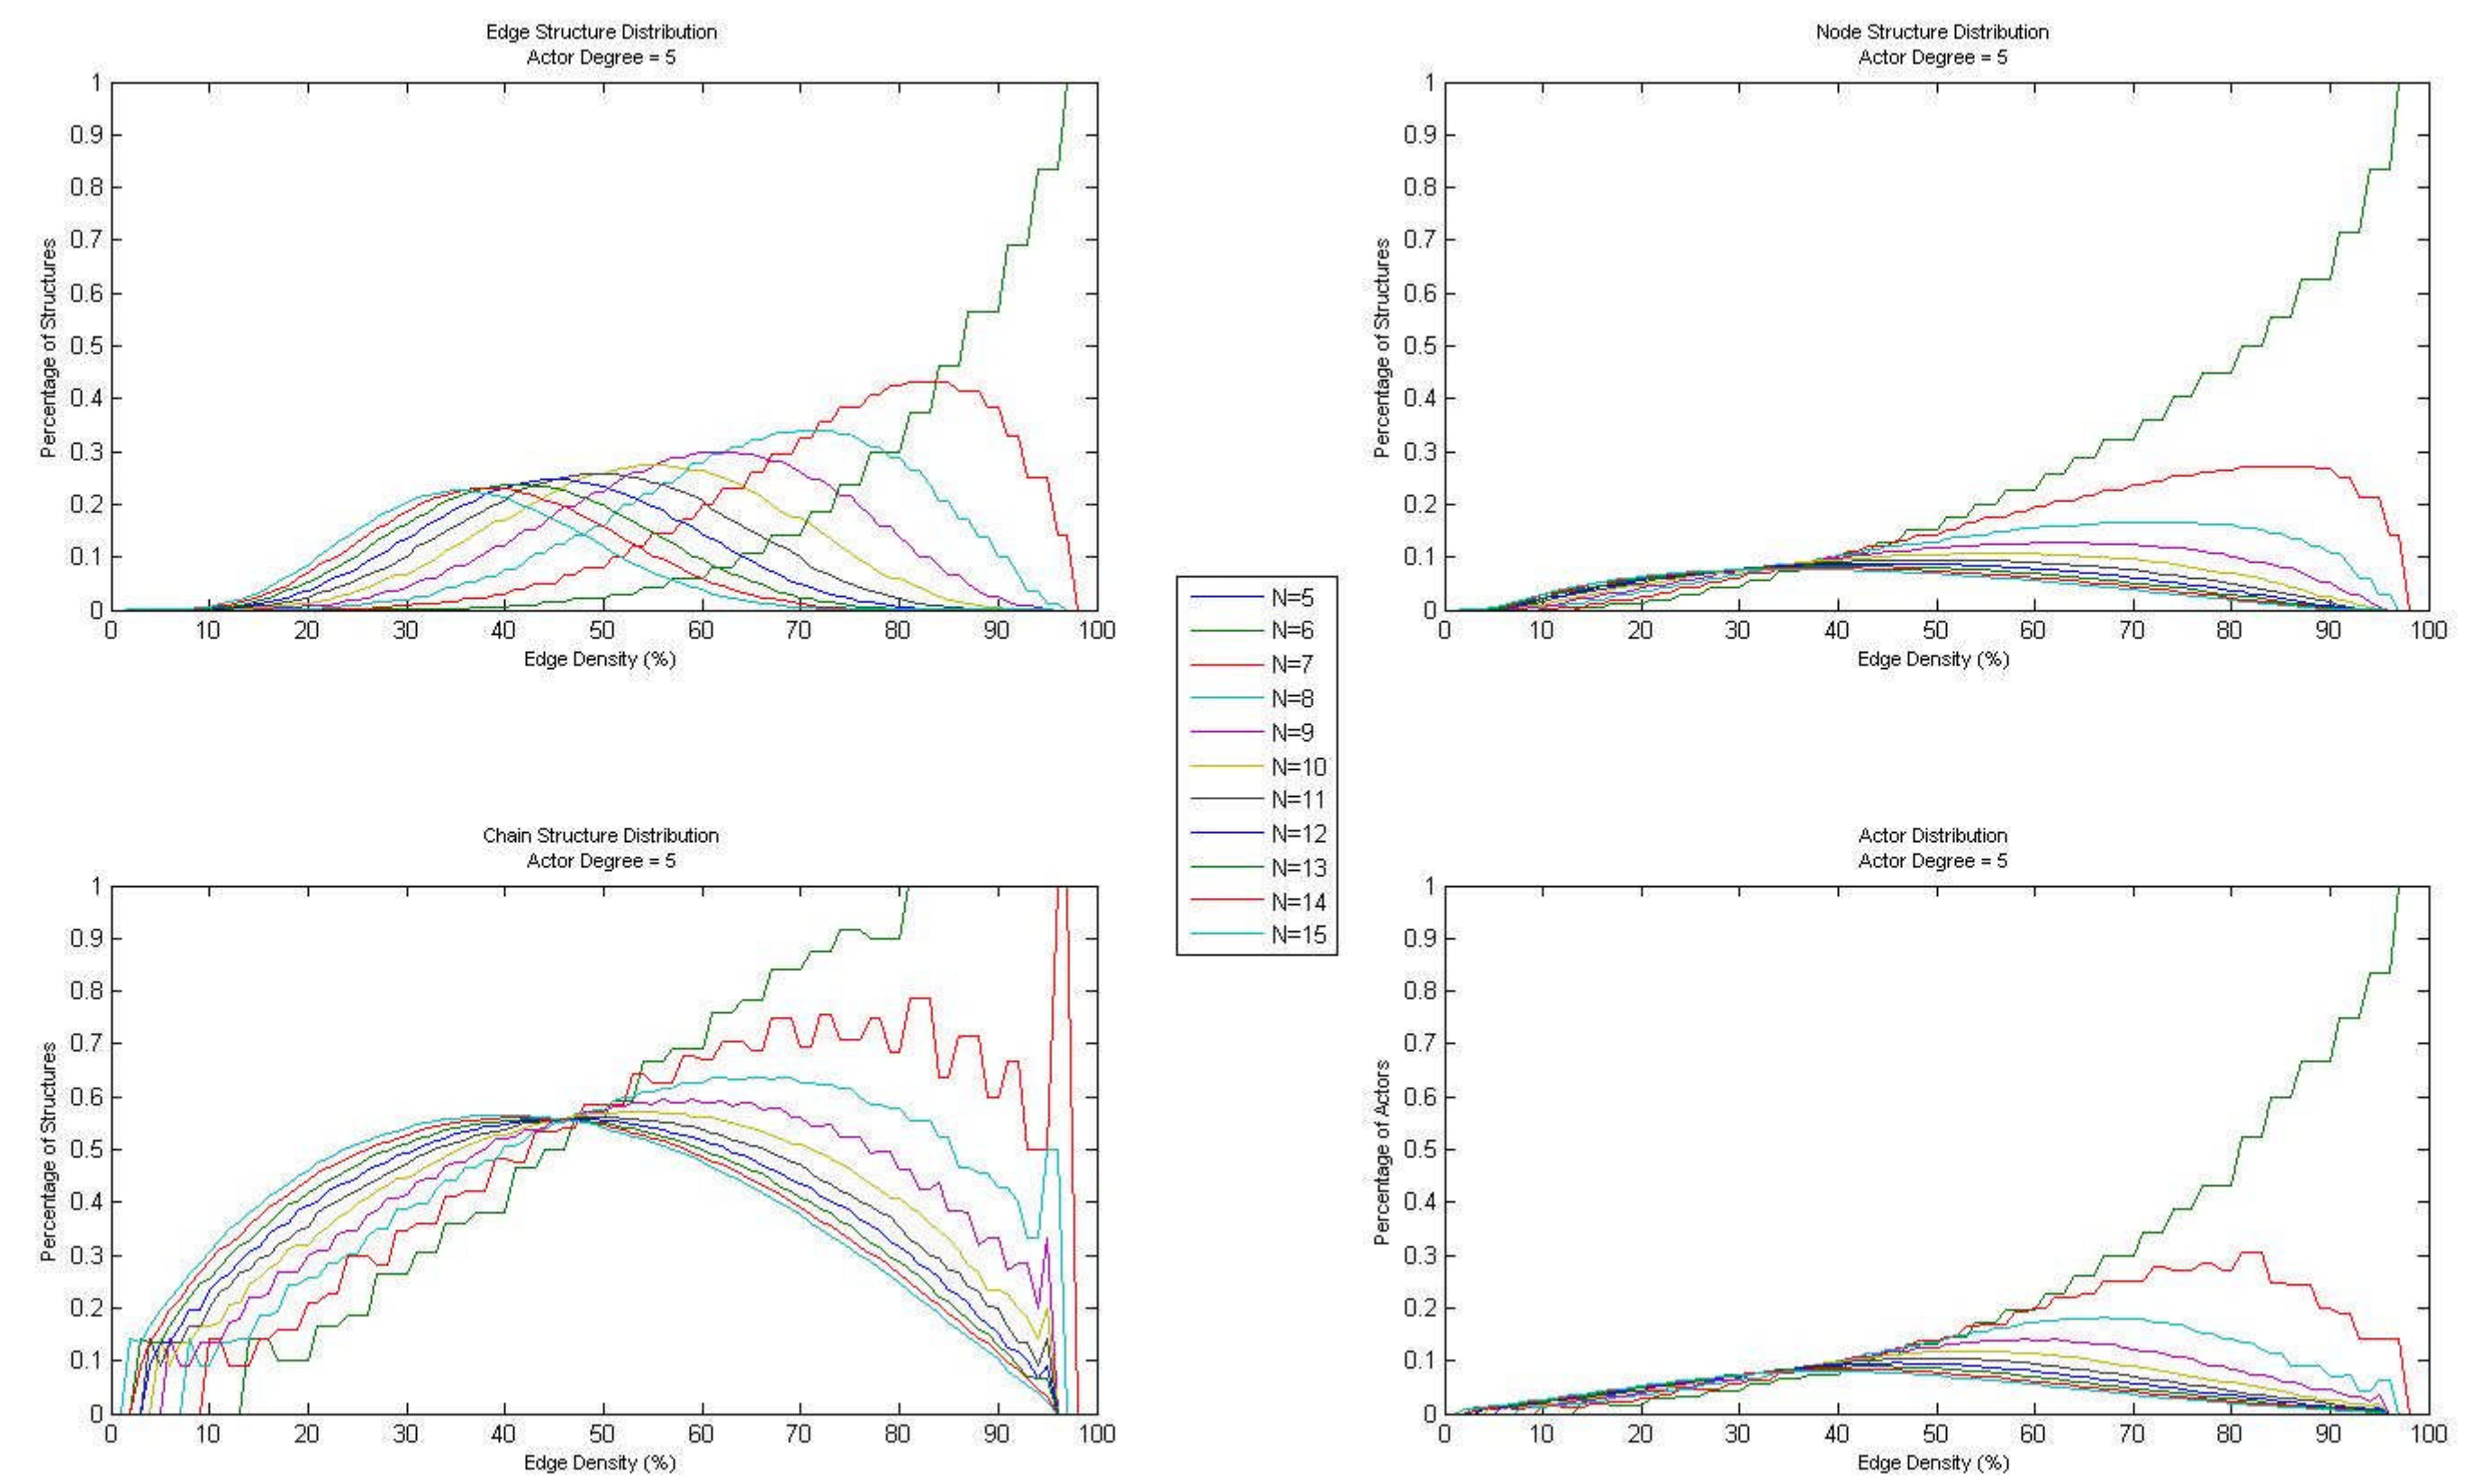 Edge Structure Distribution
Actor Degree = 5
Percentage of Structures
1
0.9
0.8
0.7
0.6
0.5
0.4
0.3
0.2
0.1
0
0 10 20 30 40 50 60 70 80 90 100
Edge Density (%)
Node Structure Distribution
Actor Degree = 5
Percentage of Structures
1
0.9
0.8
0.7
0.6
0.5
0.4
0.3
0.2
0.1
0
0 10 20 30 40 50 60 70 80 90 100
Edge Density (%)
N=5
N=6
N=7
N=8
N=9
N=10
N=11
N=12
N=13
N=14
N=15
Chain Structure Distribution
Actor Degree = 5
Percentage of Structures
1
0.9
0.8
0.7
0.6
0.5
0.4
0.3
0.2
0.1
0
0 10 20 30 40 50 60 70 80 90 100
Edge Density (%)
Actor Distribution
Actor Degree = 5
Percentage of Actors
1
0.9
0.8
0.7
0.6
0.5
0.4
0.3
0.2
0.1
0
0 10 20 30 40 50 60 70 80 90 100
Edge Density (%)